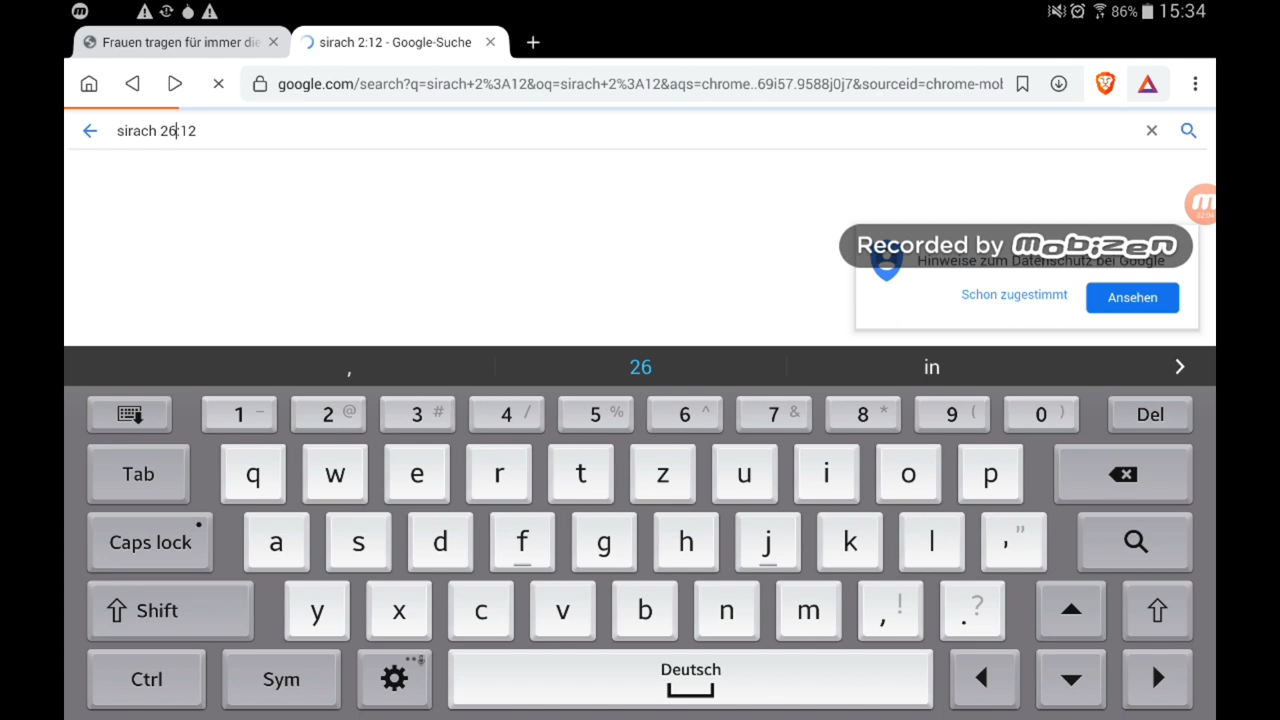 86% 15:34
Frauen tragen für immer die
sirach 2:12 - Google-Suche
google.com/search?q=sirach+2%3A12&oq=sirach+2%3A12&aqs=chrome..69i57.9588j0j7&sourceid=chrome-mobi
sirach 26:12
32:04
Recorded by mobizen
Hinweise zum Datenschutz bei Google
Schon zugestimmt
Ansehen
, 26 in
1 - 2 @ 3 # 4 / 5 % 6 ^ 7 & 8 * 9 ( 0 ) Del
Tab q w e r t z u i o p
Caps lock a s d f g h j k l ' "
Shift y x c v b n m , ! . ?
Ctrl Sym Deutsch